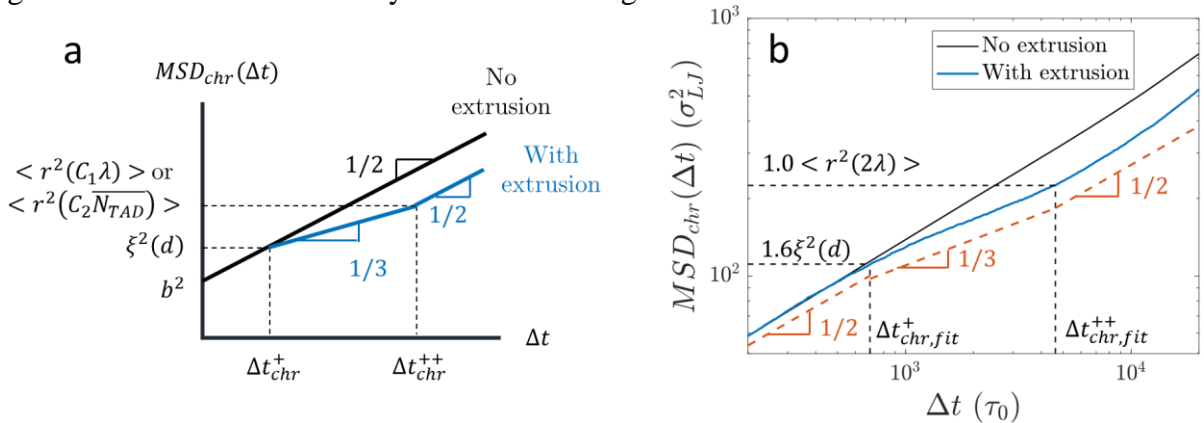 a
MSD_chr(Δt)
No
extrusion
1/2
With
extrusion
< r²(C₁λ) > or
< r²(C₂N̅_TAD) >
1/2
ξ²(d)
1/3
b²
Δt
Δt⁺_chr
Δt⁺⁺_chr
b
No extrusion
With extrusion
10³
MSD_chr(Δt) (σ²_LJ)
1.0 < r²(2λ) >
1/2
1.6ξ²(d)
1/3
10²
1/2
Δt⁺_chr,fit
Δt⁺⁺_chr,fit
10³
10⁴
Δt (τ₀)